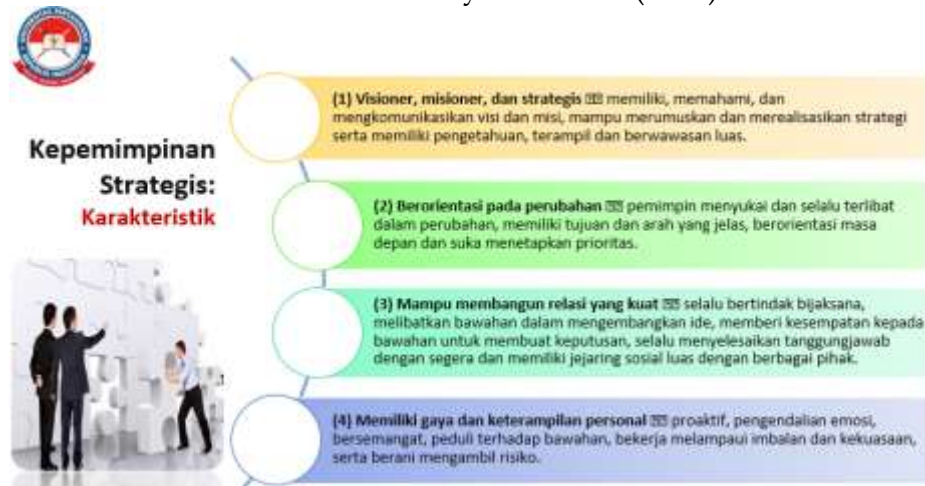 Kepemimpinan
Strategis:
Karakteristik
(1) Visioner, misioner, dan strategis memiliki, memahami, dan
mengkomunikasikan visi dan misi, mampu merumuskan dan merealisasikan strategi
serta memiliki pengetahuan, terampil dan berwawasan luas.
(2) Berorientasi pada perubahan pemimpin menyukai dan selalu terlibat
dalam perubahan, memiliki tujuan dan arah yang jelas, berorientasi masa
depan dan suka menetapkan prioritas.
(3) Mampu membangun relasi yang kuat selalu bertindak bijaksana,
melibatkan bawahan dalam mengembangkan ide, memberi kesempatan kepada
bawahan untuk membuat keputusan, selalu menyelesaikan tanggungjawab
dengan segera dan memiliki jejaring sosial luas dengan berbagai pihak.
(4) Memiliki gaya dan keterampilan personal proaktif, pengendalian emosi,
bersemangat, peduli terhadap bawahan, bekerja melampaui imbalan dan kekuasaan,
serta berani mengambil risiko.